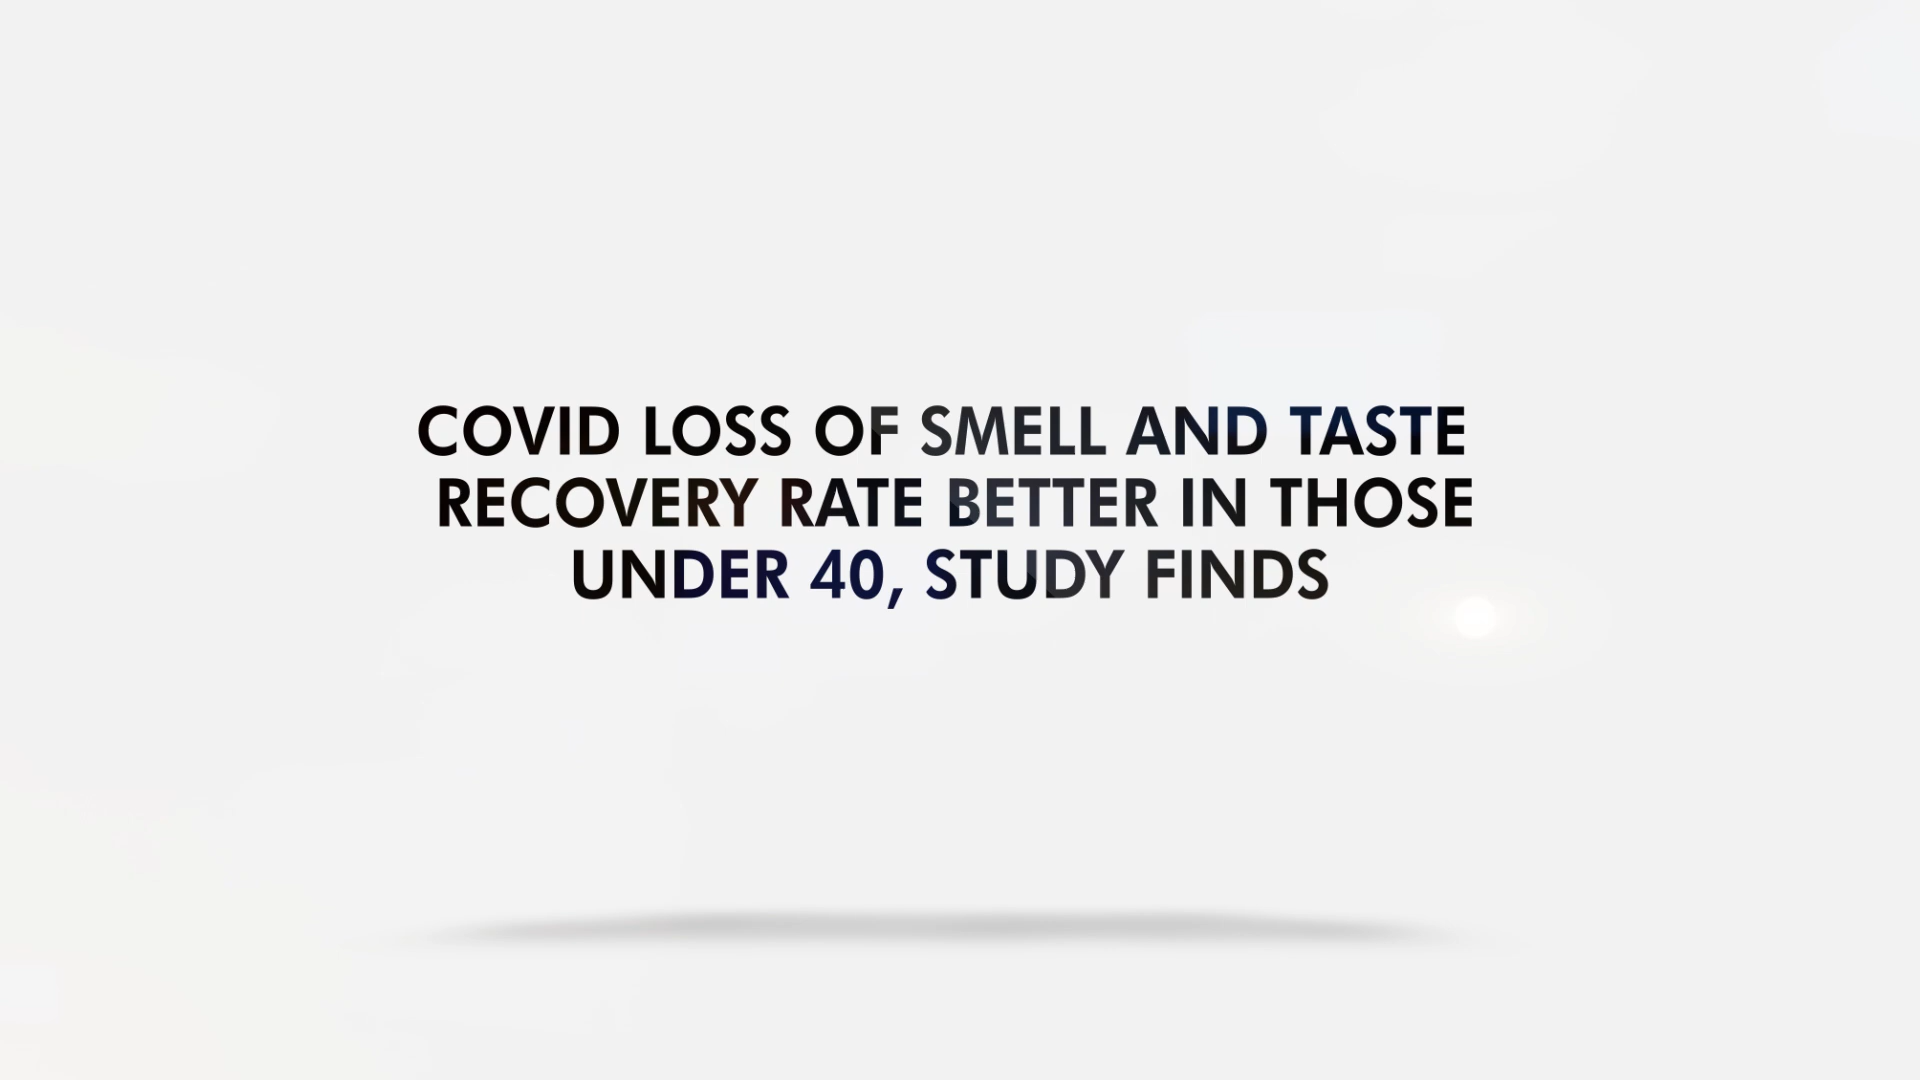 COVID LOSS OF SMELL AND TASTE
RECOVERY RATE BETTER IN THOSE
UNDER 40, STUDY FINDS